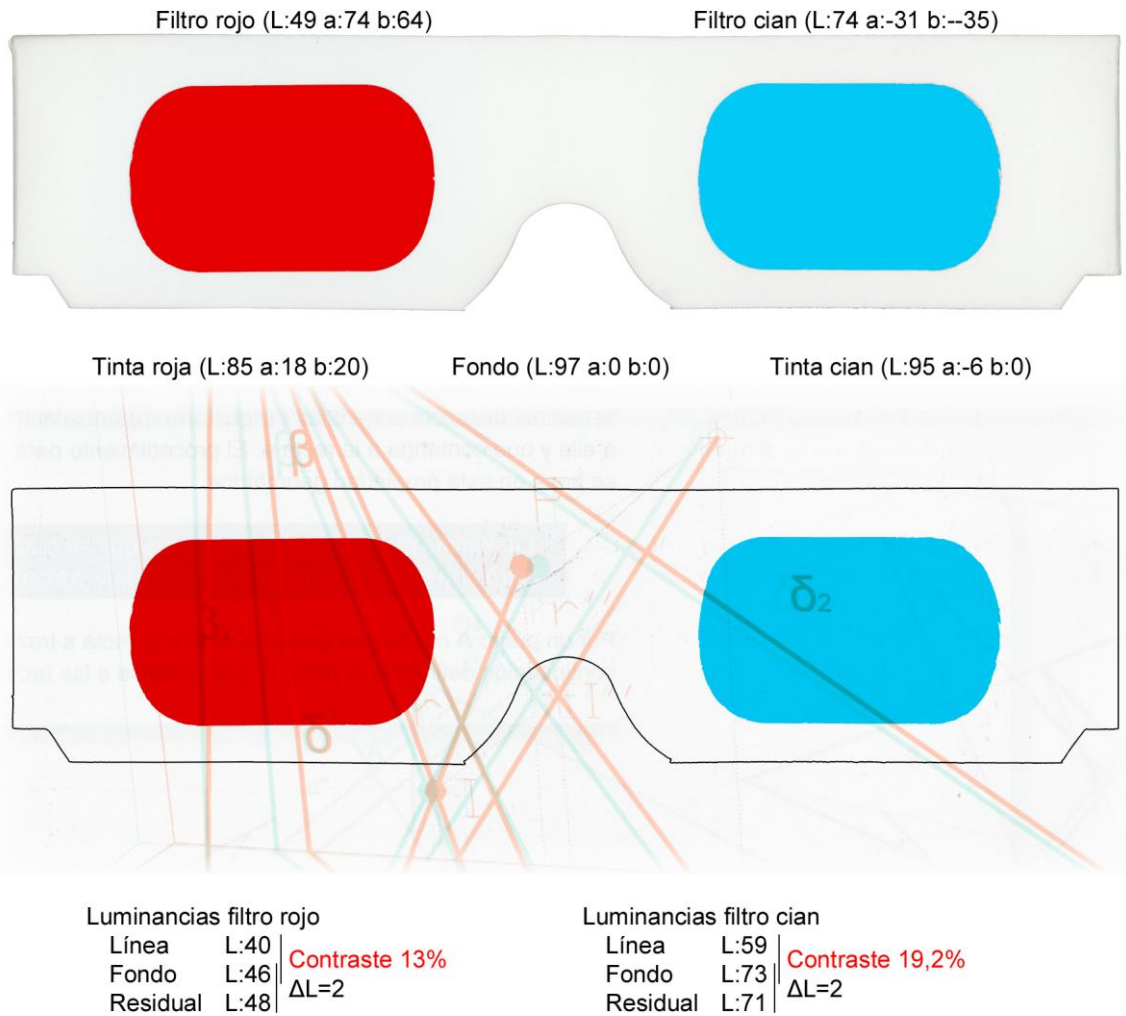 Filtro rojo (L:49 a:74 b:64) Filtro cian (L:74 a:-31 b:--35)
Tinta roja (L:85 a:18 b:20) Fondo (L:97 a:0 b:0) Tinta cian (L:95 a:-6 b:0)
β
δ₂
δ
Luminancias filtro rojo
Línea L:40
Fondo L:46
Residual L:48
Contraste 13%
ΔL=2
Luminancias filtro cian
Línea L:59
Fondo L:73
Residual L:71
Contraste 19,2%
ΔL=2